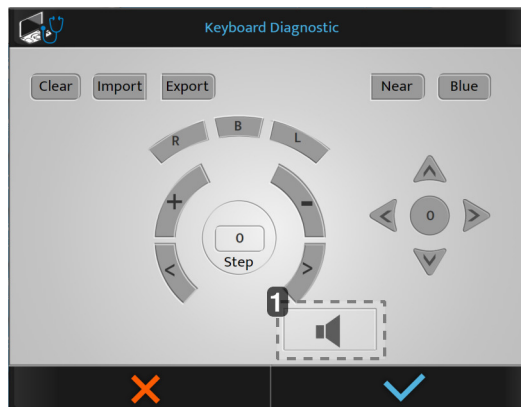 Keyboard Diagnostic
Clear Import Export Near Blue
R B L
+ -
0
Step
< >
0
1